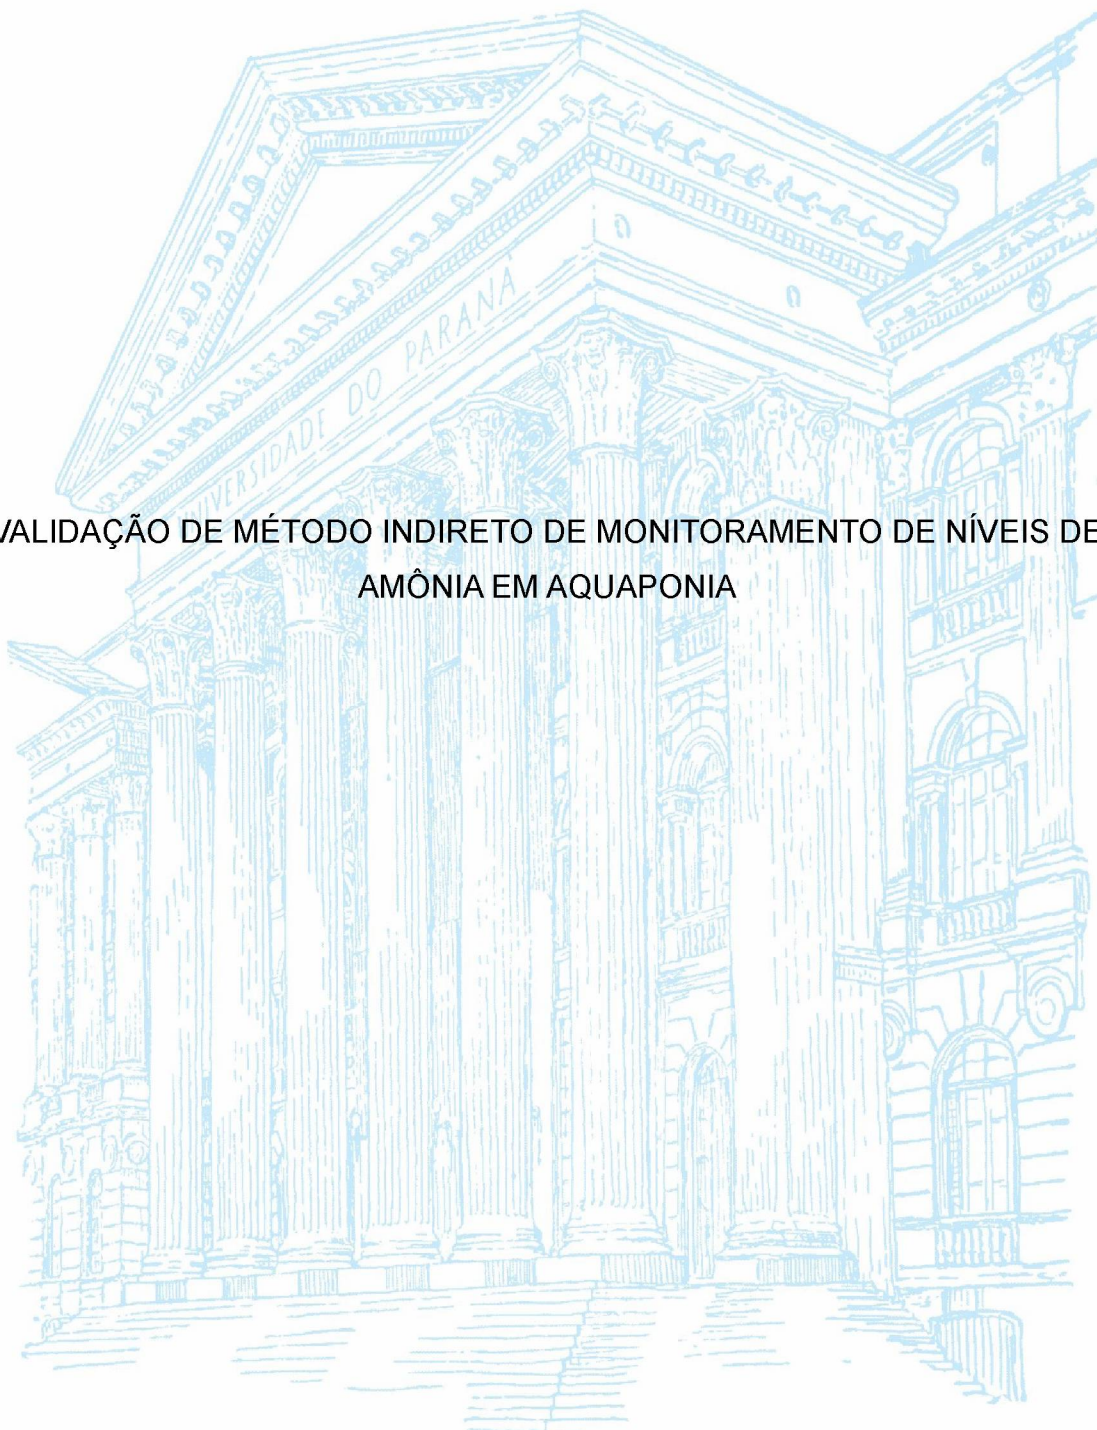 UNIVERSIDADE DO PARANÁ
VALIDAÇÃO DE MÉTODO INDIRETO DE MONITORAMENTO DE NÍVEIS DE
AMÔNIA EM AQUAPONIA